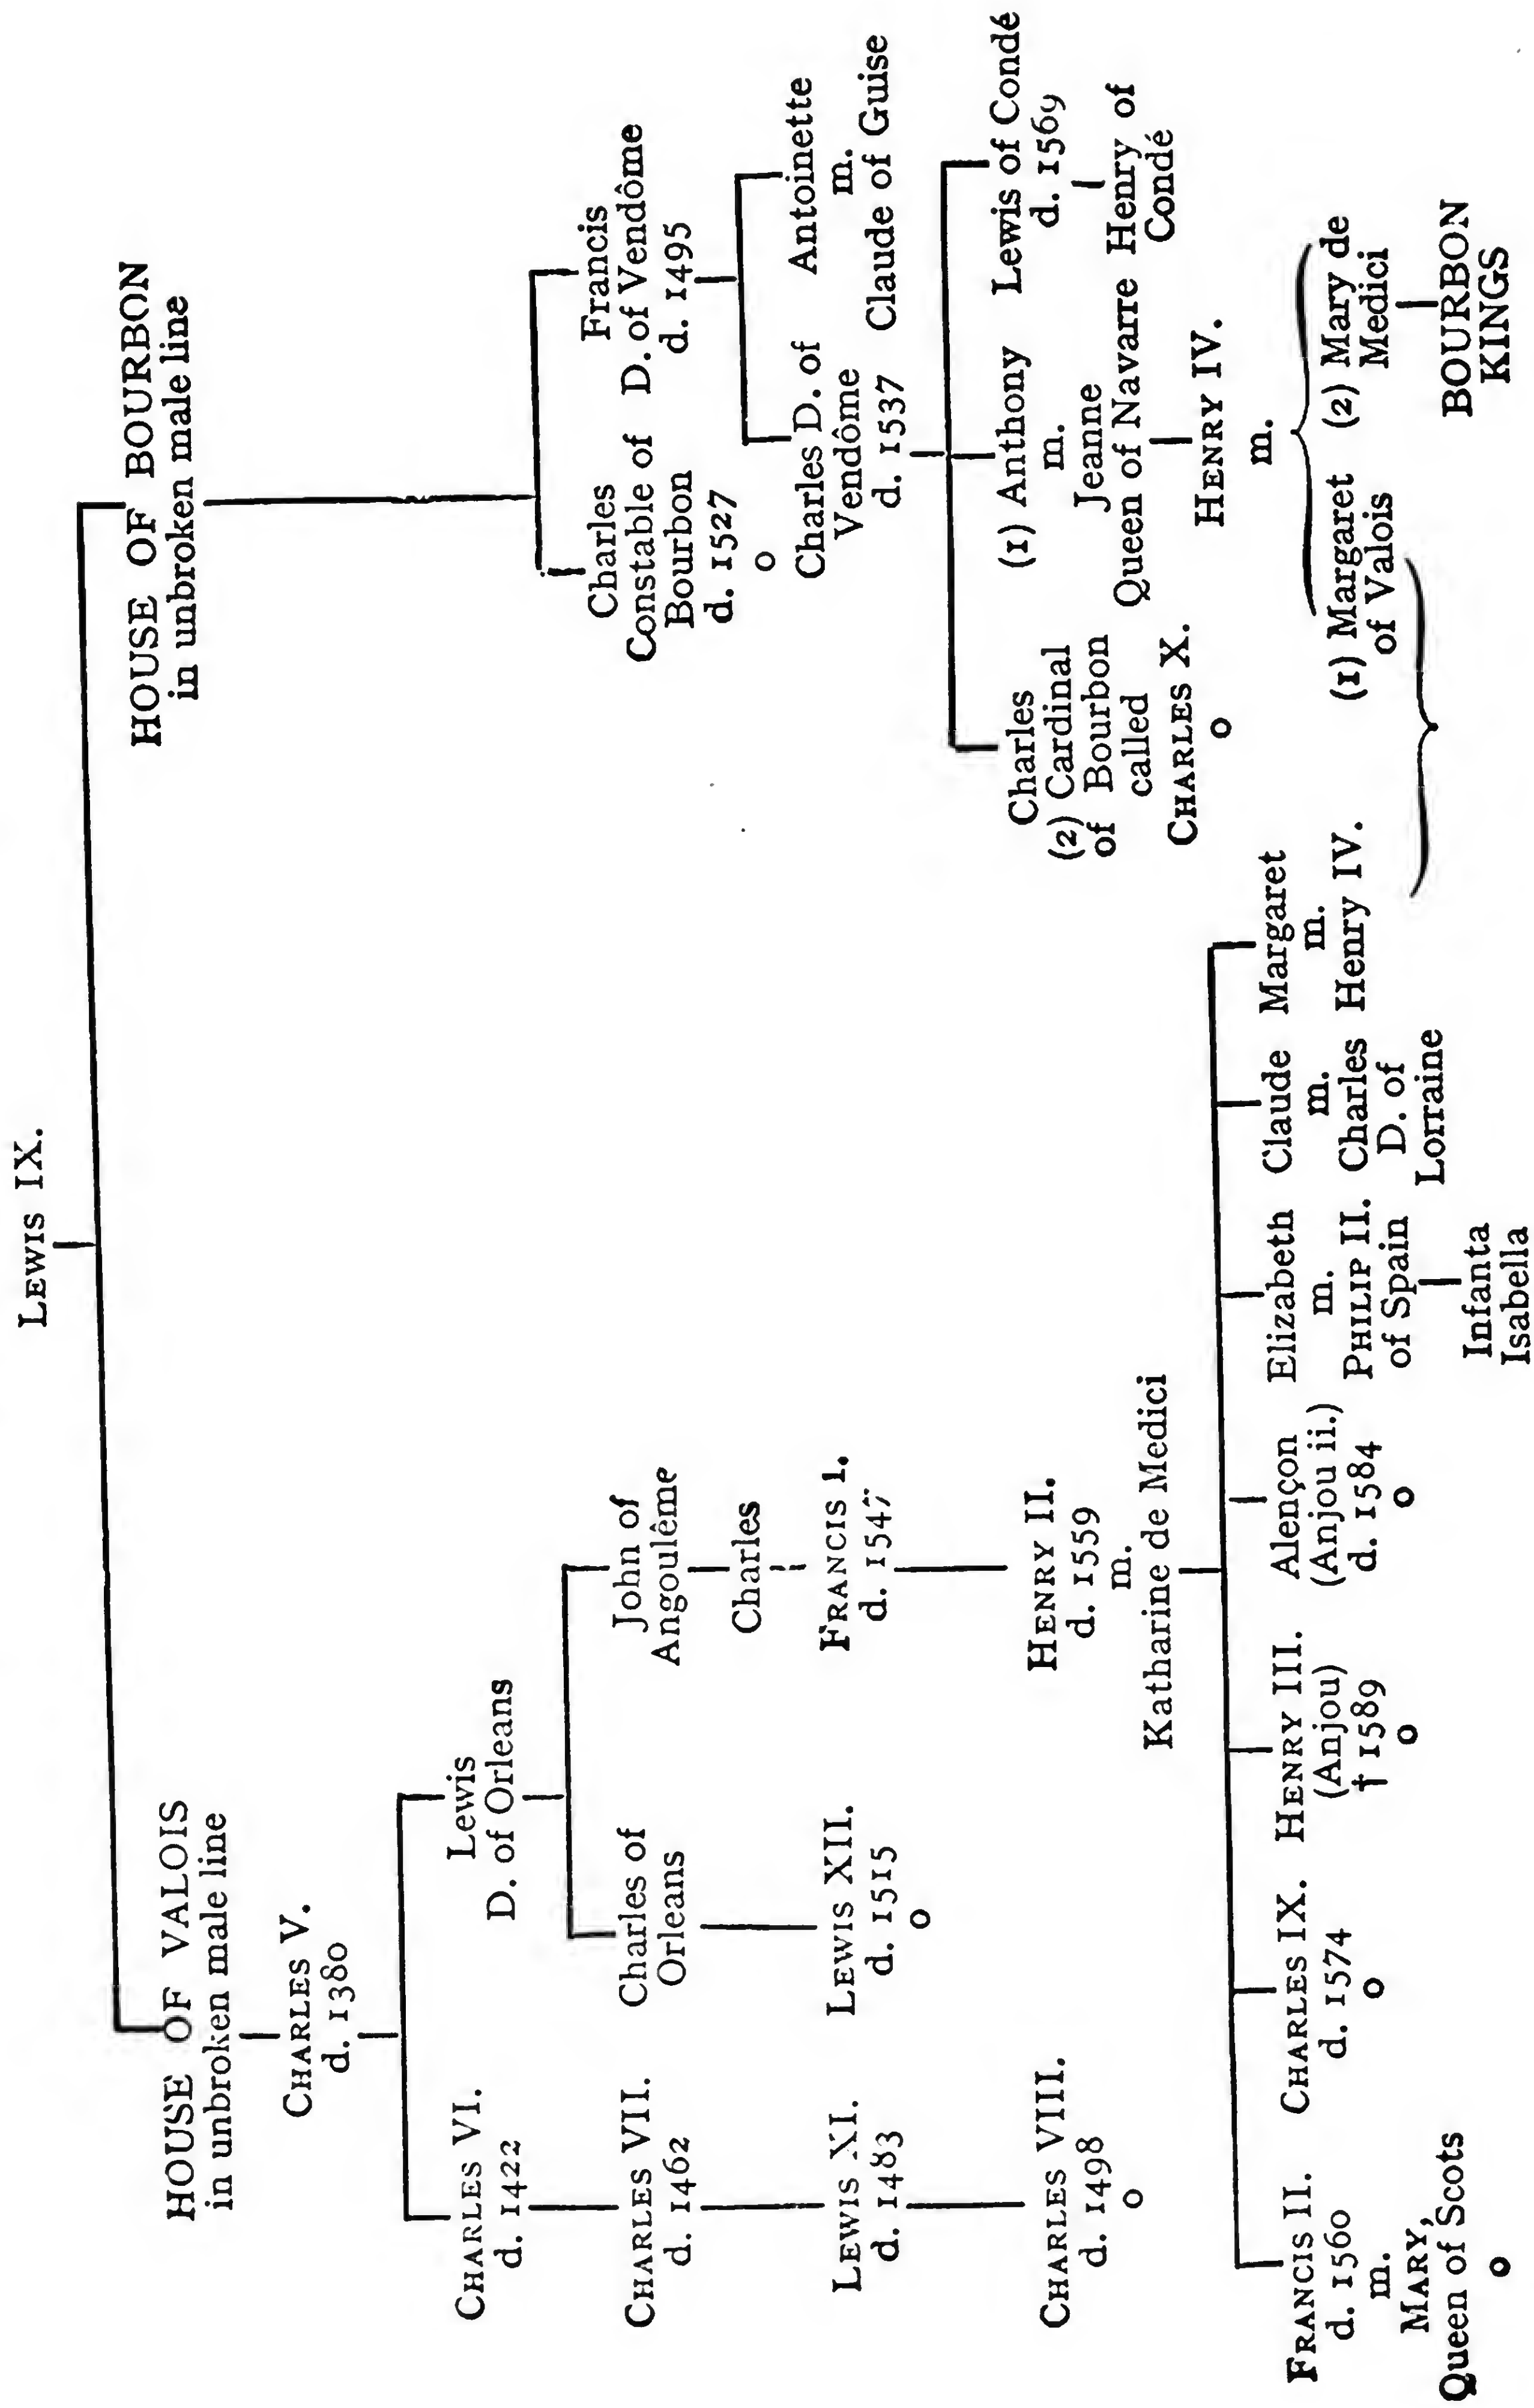 LEWIS IX.
HOUSE OF VALOIS
in unbroken male line
CHARLES V.
d. 1380
CHARLES VI.
d. 1422
CHARLES VII.
d. 1462
LEWIS XI.
d. 1483
CHARLES VIII.
d. 1498
o
Lewis
D. of Orleans
Charles of
Orleans
LEWIS XII.
d. 1515
o
John of
Angoulême
Charles
FRANCIS I.
d. 1547
HENRY II.
d. 1559
m.
Katharine de Medici
FRANCIS II.
d. 1560
m.
MARY,
Queen of Scots
o
CHARLES IX.
d. 1574
o
HENRY III.
(Anjou)
† 1589
o
Alençon
(Anjou ii.)
d. 1584
o
Elizabeth
m.
PHILIP II.
of Spain
Infanta
Isabella
Claude
m.
Charles
D. of
Lorraine
Margaret
m.
Henry IV.
HOUSE OF BOURBON
in unbroken male line
Charles
Constable of
Bourbon
d. 1527
o
Francis
D. of Vendôme
d. 1495
Charles D. of
Vendôme
d. 1537
Antoinette
m.
Claude of Guise
Charles
(2) Cardinal
of Bourbon
called
CHARLES X.
o
(1) Anthony
m.
Jeanne
Queen of Navarre
HENRY IV.
m.
(1) Margaret
of Valois
(2) Mary de
Medici
BOURBON
KINGS
Lewis of Condé
d. 1569
Henry of
Condé